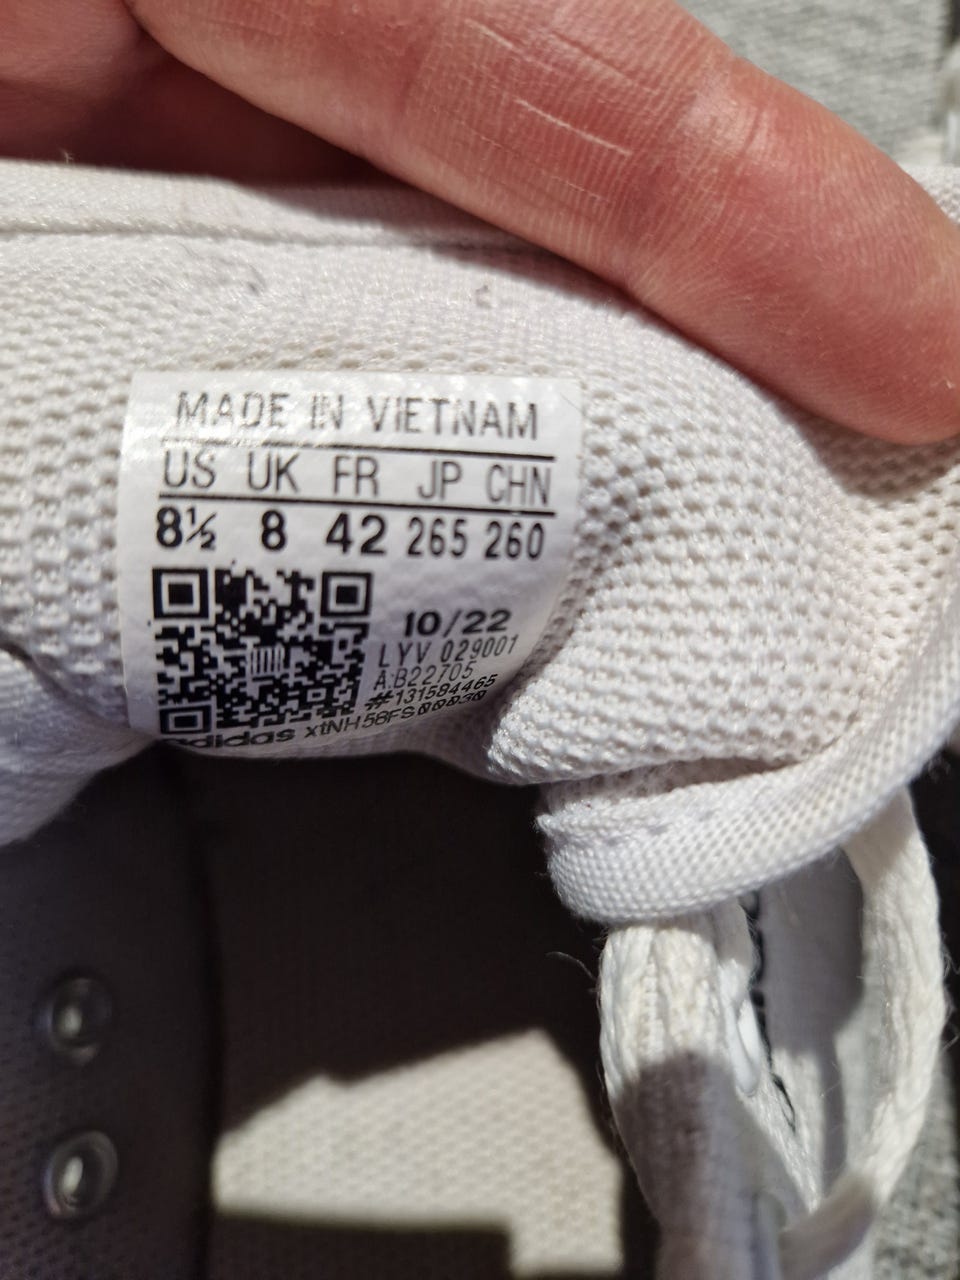 MADE IN VIETNAM
US UK FR JP CHN
8½ 8 42 265 260
10/22
LYV 029001
A:B22705
#131584465
adidas xtNH58FS00030